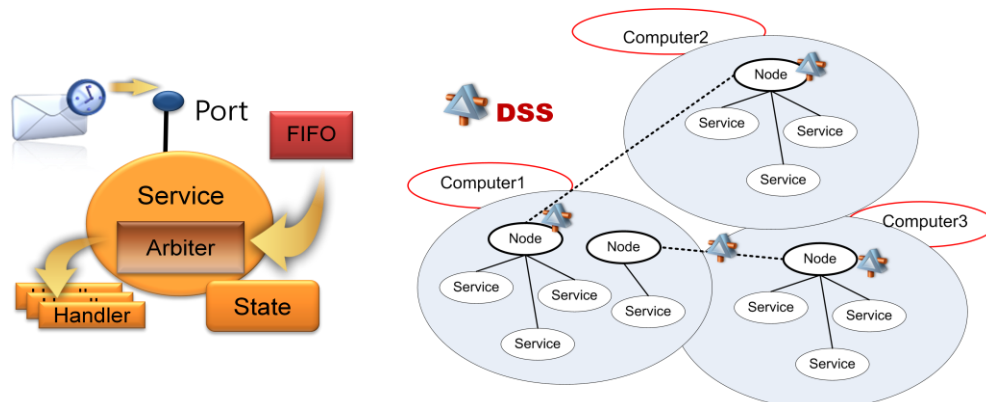 Port
FIFO
Service
Arbiter
Handler
State
DSS
Computer2
Node
Service
Service
Service
Computer1
Node
Node
Service
Service
Service
Service
Computer3
Node
Service
Service
Service